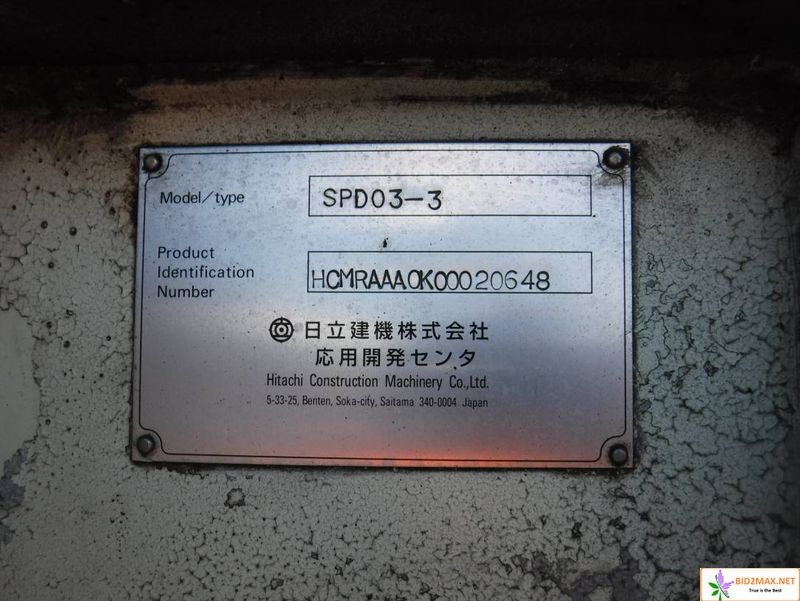 Model/type
SPD03-3
Product
Identification
Number
HCMRAAA0K00020648
日立建機株式会社
応用開発センタ
Hitachi Construction Machinery Co.,Ltd.
5-33-25, Benten, Soka-city, Saitama 340-0004 Japan
BID2MAX.NET
True is the Best